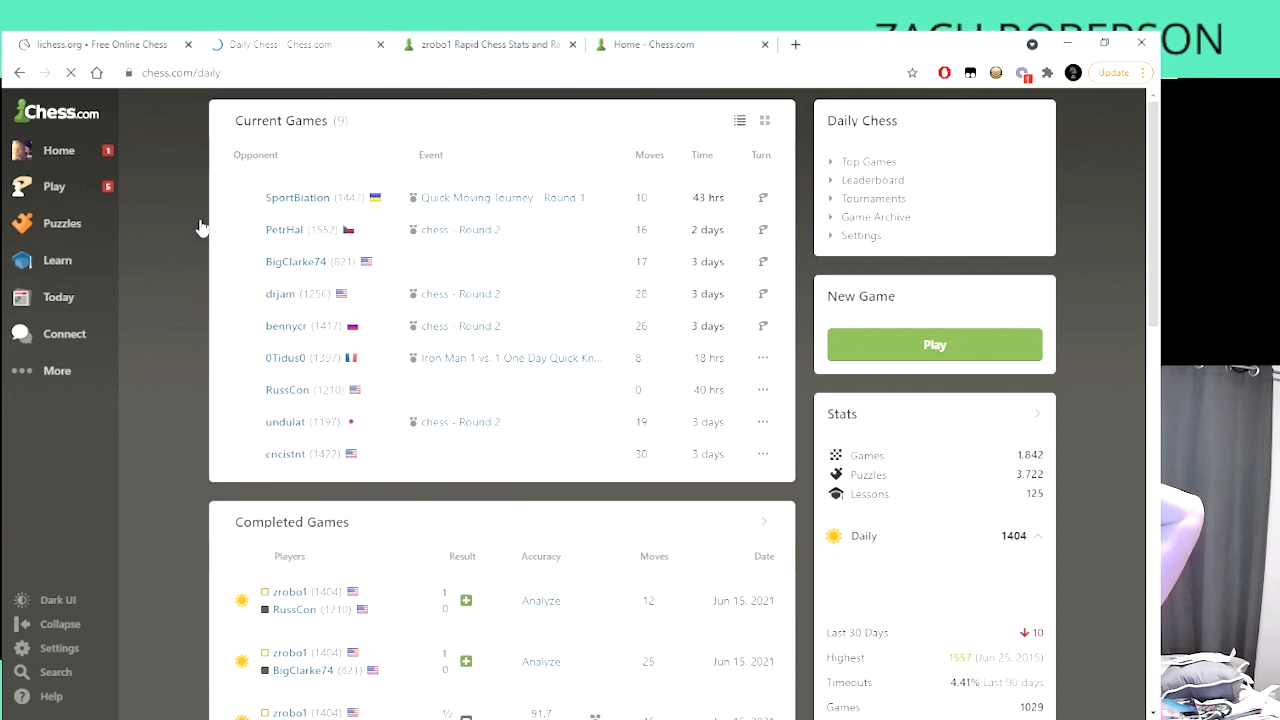 ZACH ROBERSON
lichess.org • Free Online Chess
Daily Chess - Chess.com
zrobo1 Rapid Chess Stats and Ra
Home - Chess.com
chess.com/daily
Update
Chess.com
Home 1
Play 5
Puzzles
Learn
Today
Connect
More
Dark UI
Collapse
Settings
Search
Help
Current Games (9)
Opponent Event Moves Time Turn
SportBiatlon (1447) Quick Moving Tourney - Round 1 10 43 hrs
PetrHal (1552) chess - Round 2 16 2 days
BigClarke74 (821) 17 3 days
drjam (1256) chess - Round 2 28 3 days
bennycr (1417) chess - Round 2 26 3 days
0Tidus0 (1397) Iron Man 1 vs. 1 One Day Quick Kn... 8 18 hrs
RussCon (1210) 0 40 hrs
undulat (1197) chess - Round 2 19 3 days
cncistnt (1422) 30 3 days
Completed Games
Players Result Accuracy Moves Date
zrobo1 (1404) 1
RussCon (1210) 0
Analyze 12 Jun 15, 2021
zrobo1 (1404) 1
BigClarke74 (821) 0
Analyze 25 Jun 15, 2021
zrobo1 (1404) ½ 91.7
Daily Chess
Top Games
Leaderboard
Tournaments
Game Archive
Settings
New Game
Play
Stats
Games 1,842
Puzzles 3,722
Lessons 125
Daily 1404
Last 30 Days 10
Highest 1557 (Jun 25, 2015)
Timeouts 4.41% Last 90 days
Games 1029